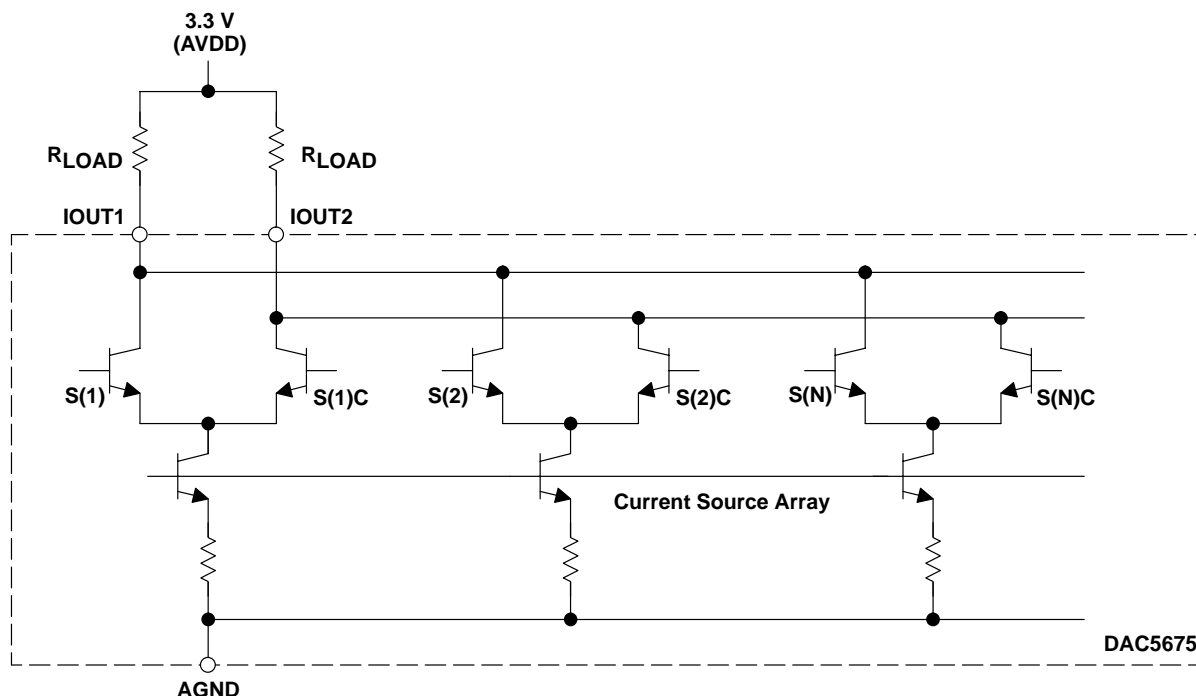 3.3 V
(AVDD)
RLOAD
RLOAD
IOUT1
IOUT2
S(1)
S(1)C
S(2)
S(2)C
S(N)
S(N)C
Current Source Array
DAC5675
AGND